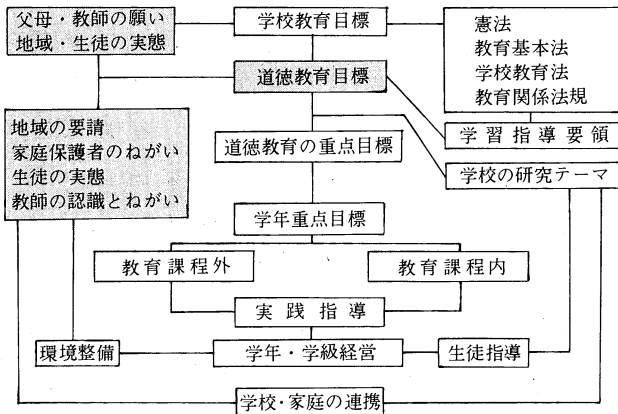 父母・教師の願い
地域・生徒の実態
学校教育目標
憲法
教育基本法
学校教育法
教育関係法規
道徳教育目標
地域の要請
家庭保護者のねがい
生徒の実態
教師の認識とねがい
道徳教育の重点目標
学習指導要領
学校の研究テーマ
学年重点目標
教育課程外
教育課程内
実践指導
環境整備
学年・学級経営
生徒指導
学校・家庭の連携